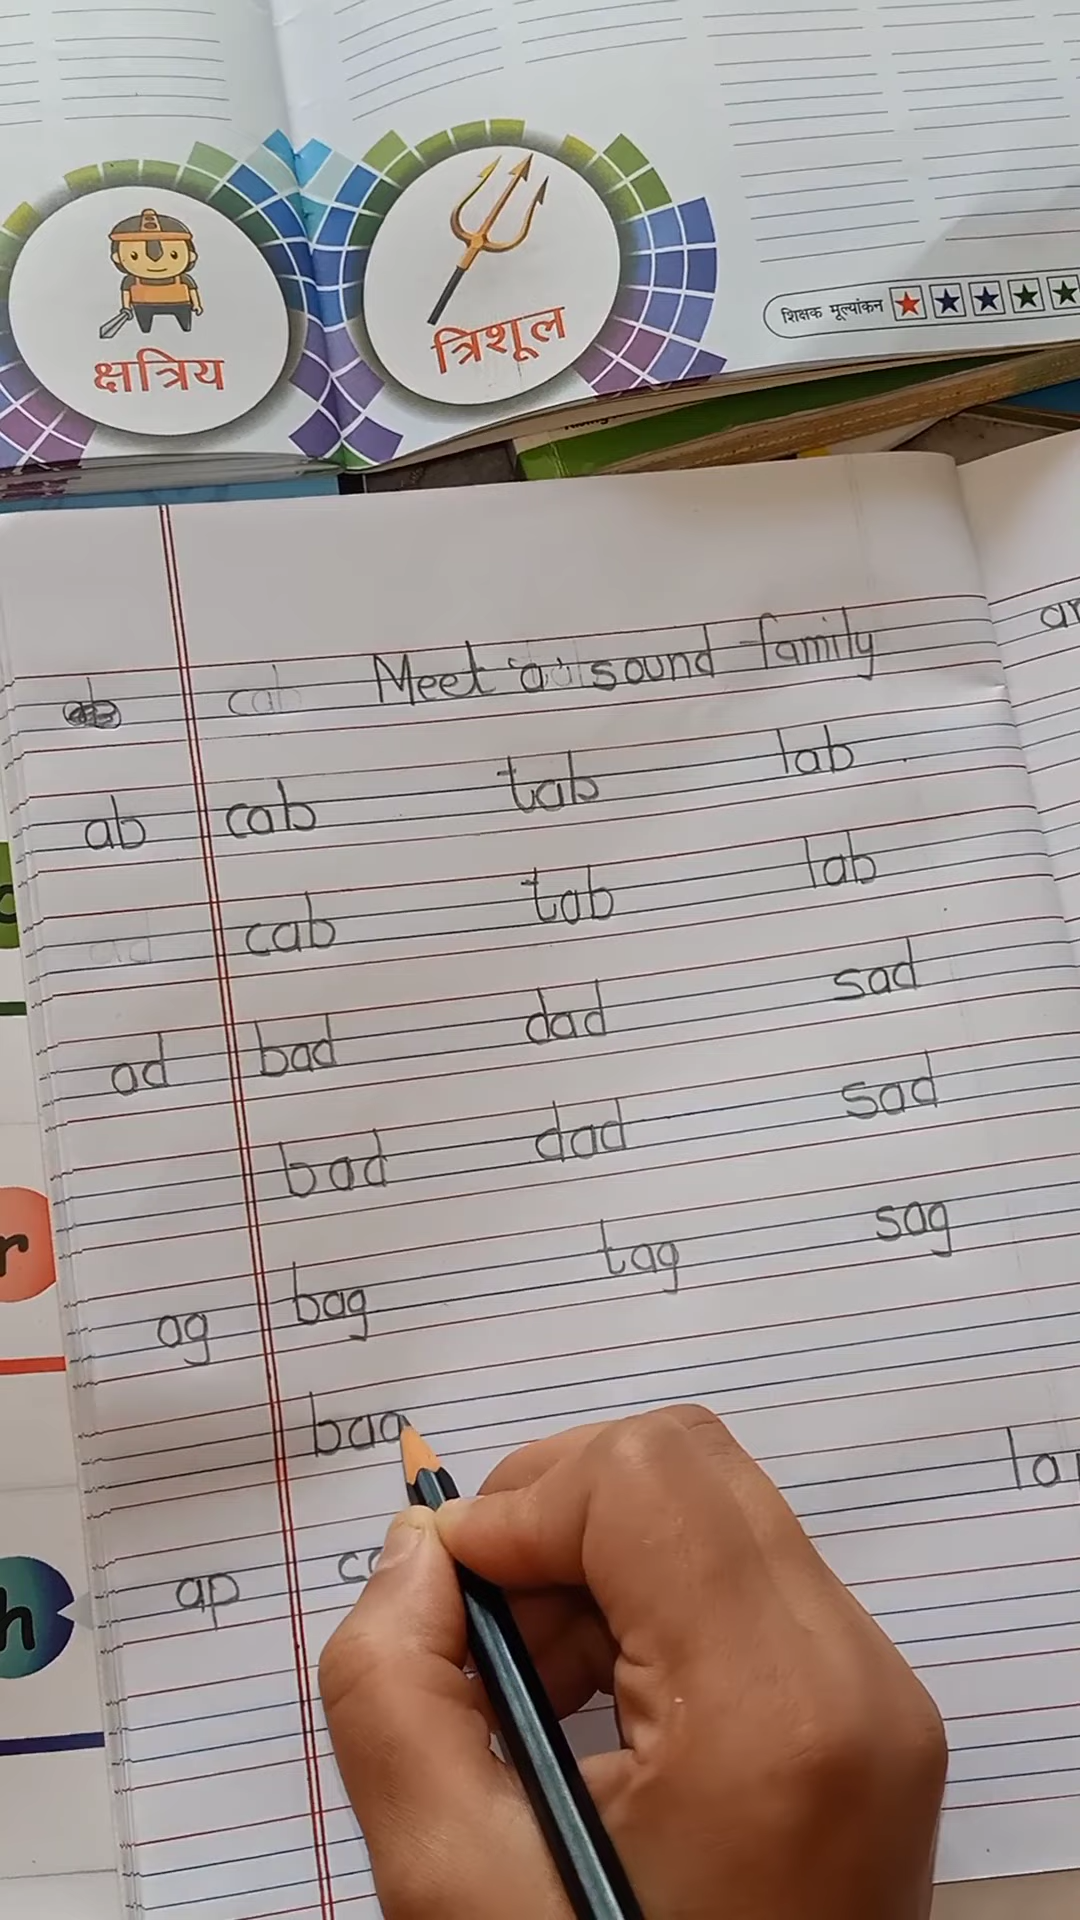 क्षत्रिय
त्रिशूल
शिक्षक मूल्यांकन
Meet a sound family
ab cab tab lab
cab tab lab
ad bad dad sad
bad dad sad
ag bag tag sag
ap
r
h